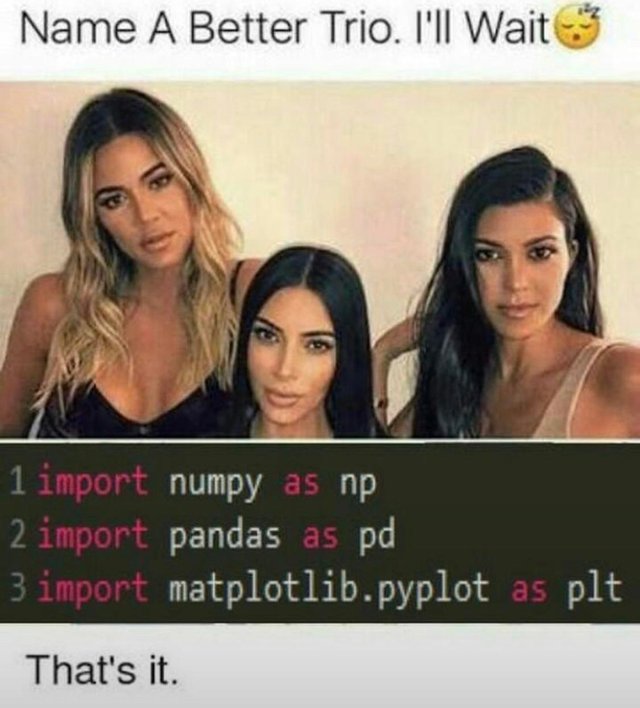 Name A Better Trio. I'll Wait😴
1 import numpy as np
2 import pandas as pd
3 import matplotlib.pyplot as plt
That's it.